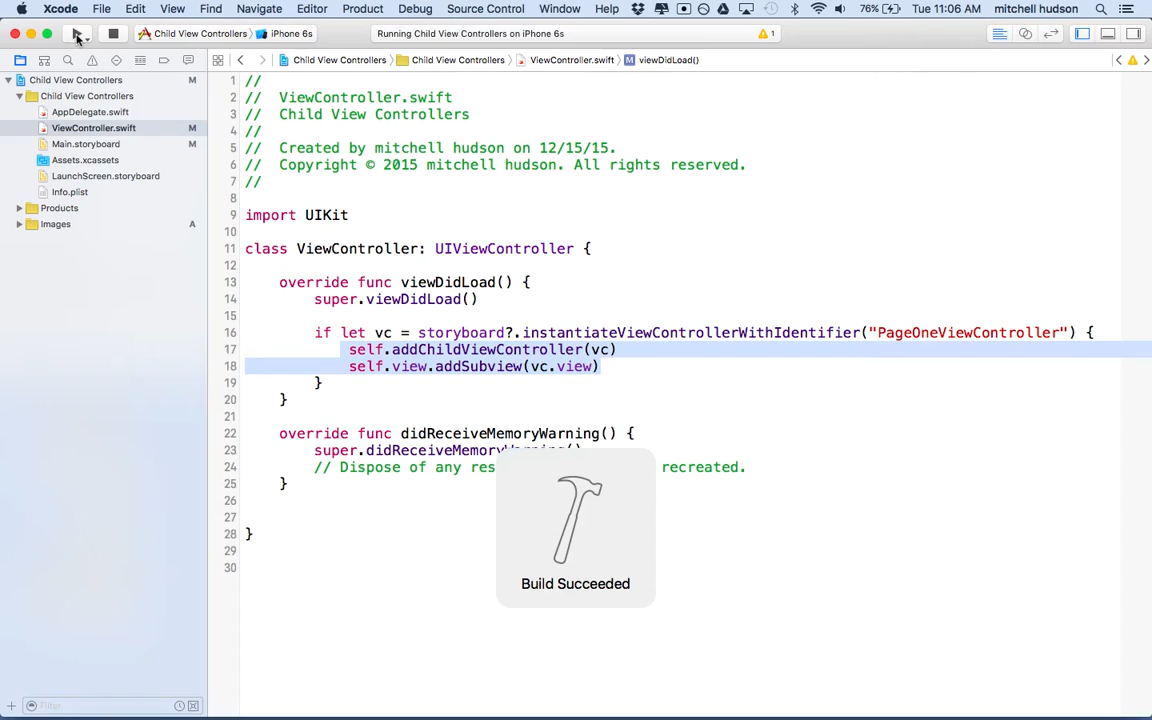 Xcode File Edit View Find Navigate Editor Product Debug Source Control Window Help 76% Tue 11:06 AM mitchell hudson
Child View Controllers iPhone 6s Running Child View Controllers on iPhone 6s 1
Child View Controllers Child View Controllers ViewController.swift M viewDidLoad()
Child View Controllers M
Child View Controllers
AppDelegate.swift
ViewController.swift M
Main.storyboard M
Assets.xcassets
LaunchScreen.storyboard
Info.plist
Products
Images A
Filter
1 //
2 // ViewController.swift
3 // Child View Controllers
4 //
5 // Created by mitchell hudson on 12/15/15.
6 // Copyright © 2015 mitchell hudson. All rights reserved.
7 //
8
9 import UIKit
10
11 class ViewController: UIViewController {
12
13 override func viewDidLoad() {
14 super.viewDidLoad()
15
16 if let vc = storyboard?.instantiateViewControllerWithIdentifier("PageOneViewController") {
17 self.addChildViewController(vc)
18 self.view.addSubview(vc.view)
19 }
20 }
21
22 override func didReceiveMemoryWarning() {
23 super.didReceiveMemoryWarning()
24 // Dispose of any res recreated.
25 }
26
27
28 }
29
30
Build Succeeded